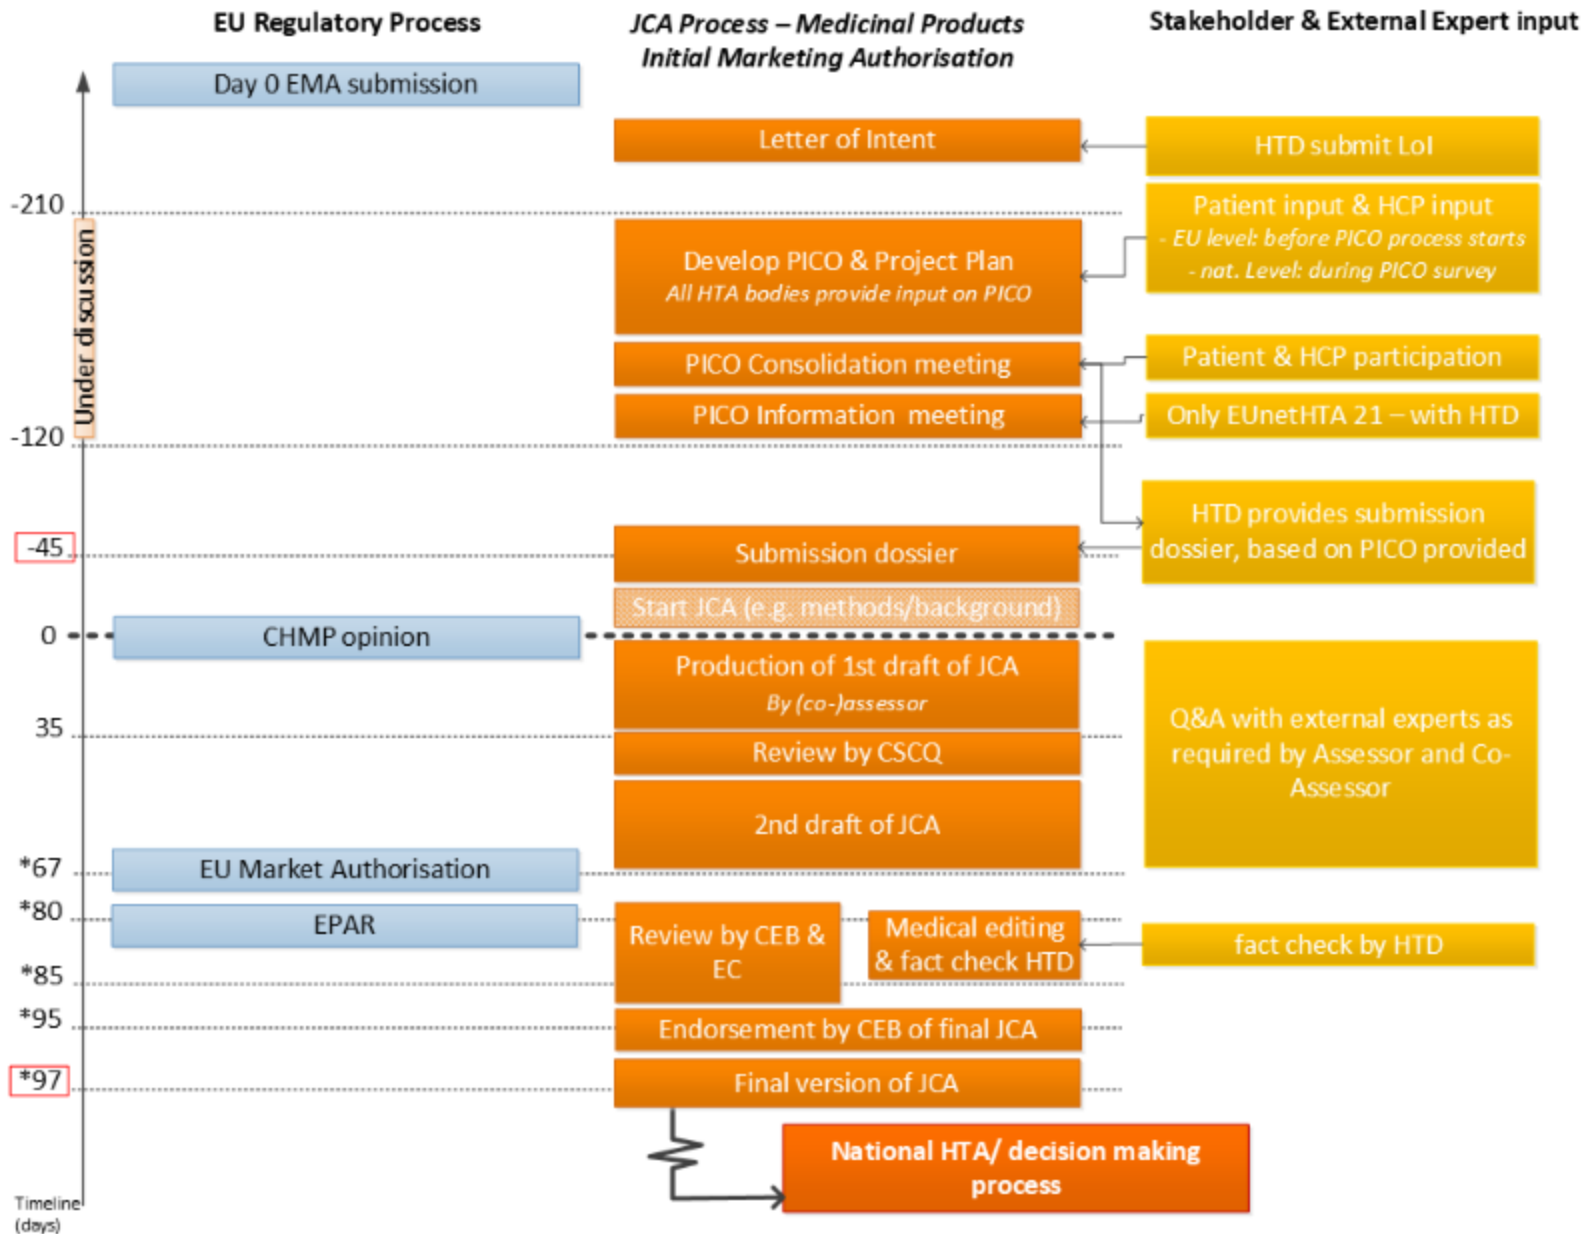 EU Regulatory Process
JCA Process – Medicinal Products
Initial Marketing Authorisation
Stakeholder & External Expert input
Day 0 EMA submission
Letter of Intent
HTD submit LoI
-210
Patient input & HCP input
- EU level: before PICO process starts
- nat. Level: during PICO survey
Under discussion
Develop PICO & Project Plan
All HTA bodies provide input on PICO
PICO Consolidation meeting
Patient & HCP participation
PICO Information  meeting
Only EUnetHTA 21 – with HTD
-120
HTD provides submission
dossier, based on PICO provided
-45
Submission dossier
Start JCA (e.g. methods/background)
0
CHMP opinion
Production of 1st draft of JCA
By (co-)assessor
Q&A with external experts as
required by Assessor and Co-
Assessor
35
Review by CSCQ
2nd draft of JCA
*67
EU Market Authorisation
*80
EPAR
Review by CEB &
EC
Medical editing
& fact check HTD
fact check by HTD
*85
*95
Endorsement by CEB of final JCA
*97
Final version of JCA
National HTA/ decision making
process
Timeline
(days)